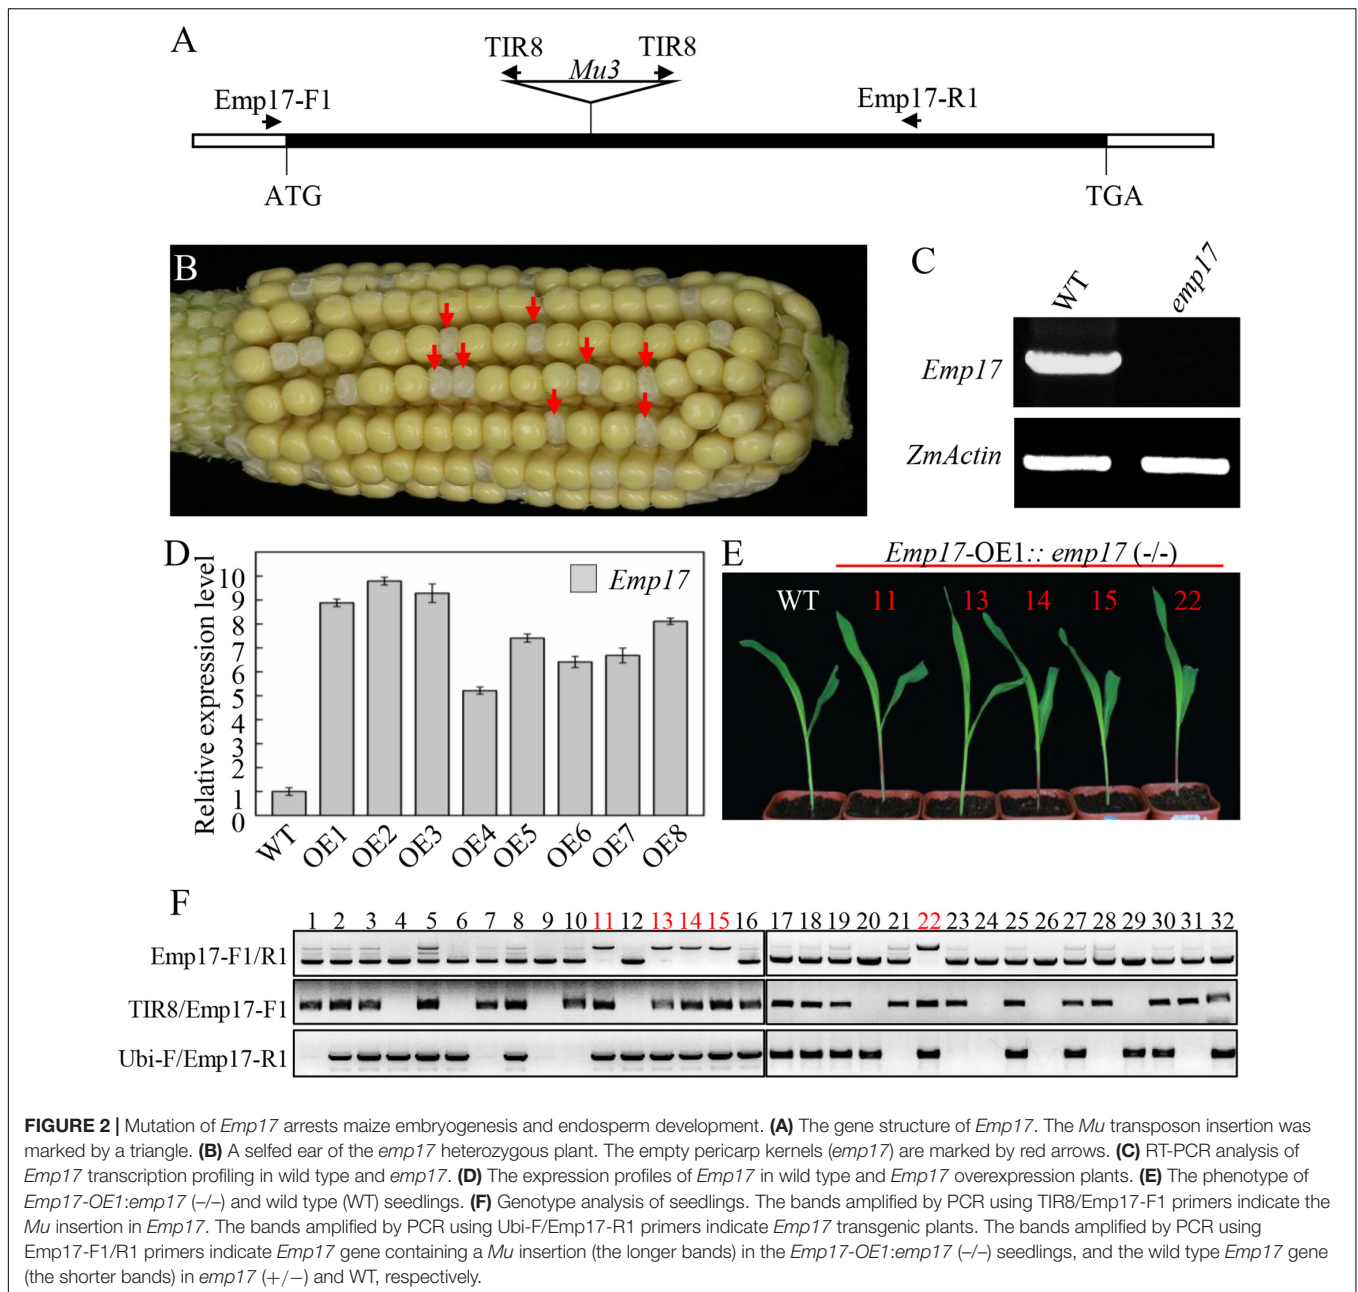 A
TIR8 TIR8
Mu3
Emp17-F1 Emp17-R1
ATG TGA
B
C
WT emp17
Emp17
ZmActin
D
Relative expression level
10
9
8
7
6
5
4
3
2
1
0
Emp17
WT OE1 OE2 OE3 OE4 OE5 OE6 OE7 OE8
E
Emp17-OE1:: emp17 (-/-)
WT 11 13 14 15 22
F
1 2 3 4 5 6 7 8 9 10 11 12 13 14 15 16 17 18 19 20 21 22 23 24 25 26 27 28 29 30 31 32
Emp17-F1/R1
TIR8/Emp17-F1
Ubi-F/Emp17-R1
FIGURE 2 | Mutation of Emp17 arrests maize embryogenesis and endosperm development. (A) The gene structure of Emp17. The Mu transposon insertion was
marked by a triangle. (B) A selfed ear of the emp17 heterozygous plant. The empty pericarp kernels (emp17) are marked by red arrows. (C) RT-PCR analysis of
Emp17 transcription profiling in wild type and emp17. (D) The expression profiles of Emp17 in wild type and Emp17 overexpression plants. (E) The phenotype of
Emp17-OE1:emp17 (–/–) and wild type (WT) seedlings. (F) Genotype analysis of seedlings. The bands amplified by PCR using TIR8/Emp17-F1 primers indicate the
Mu insertion in Emp17. The bands amplified by PCR using Ubi-F/Emp17-R1 primers indicate Emp17 transgenic plants. The bands amplified by PCR using
Emp17-F1/R1 primers indicate Emp17 gene containing a Mu insertion (the longer bands) in the Emp17-OE1:emp17 (–/–) seedlings, and the wild type Emp17 gene
(the shorter bands) in emp17 (+/−) and WT, respectively.